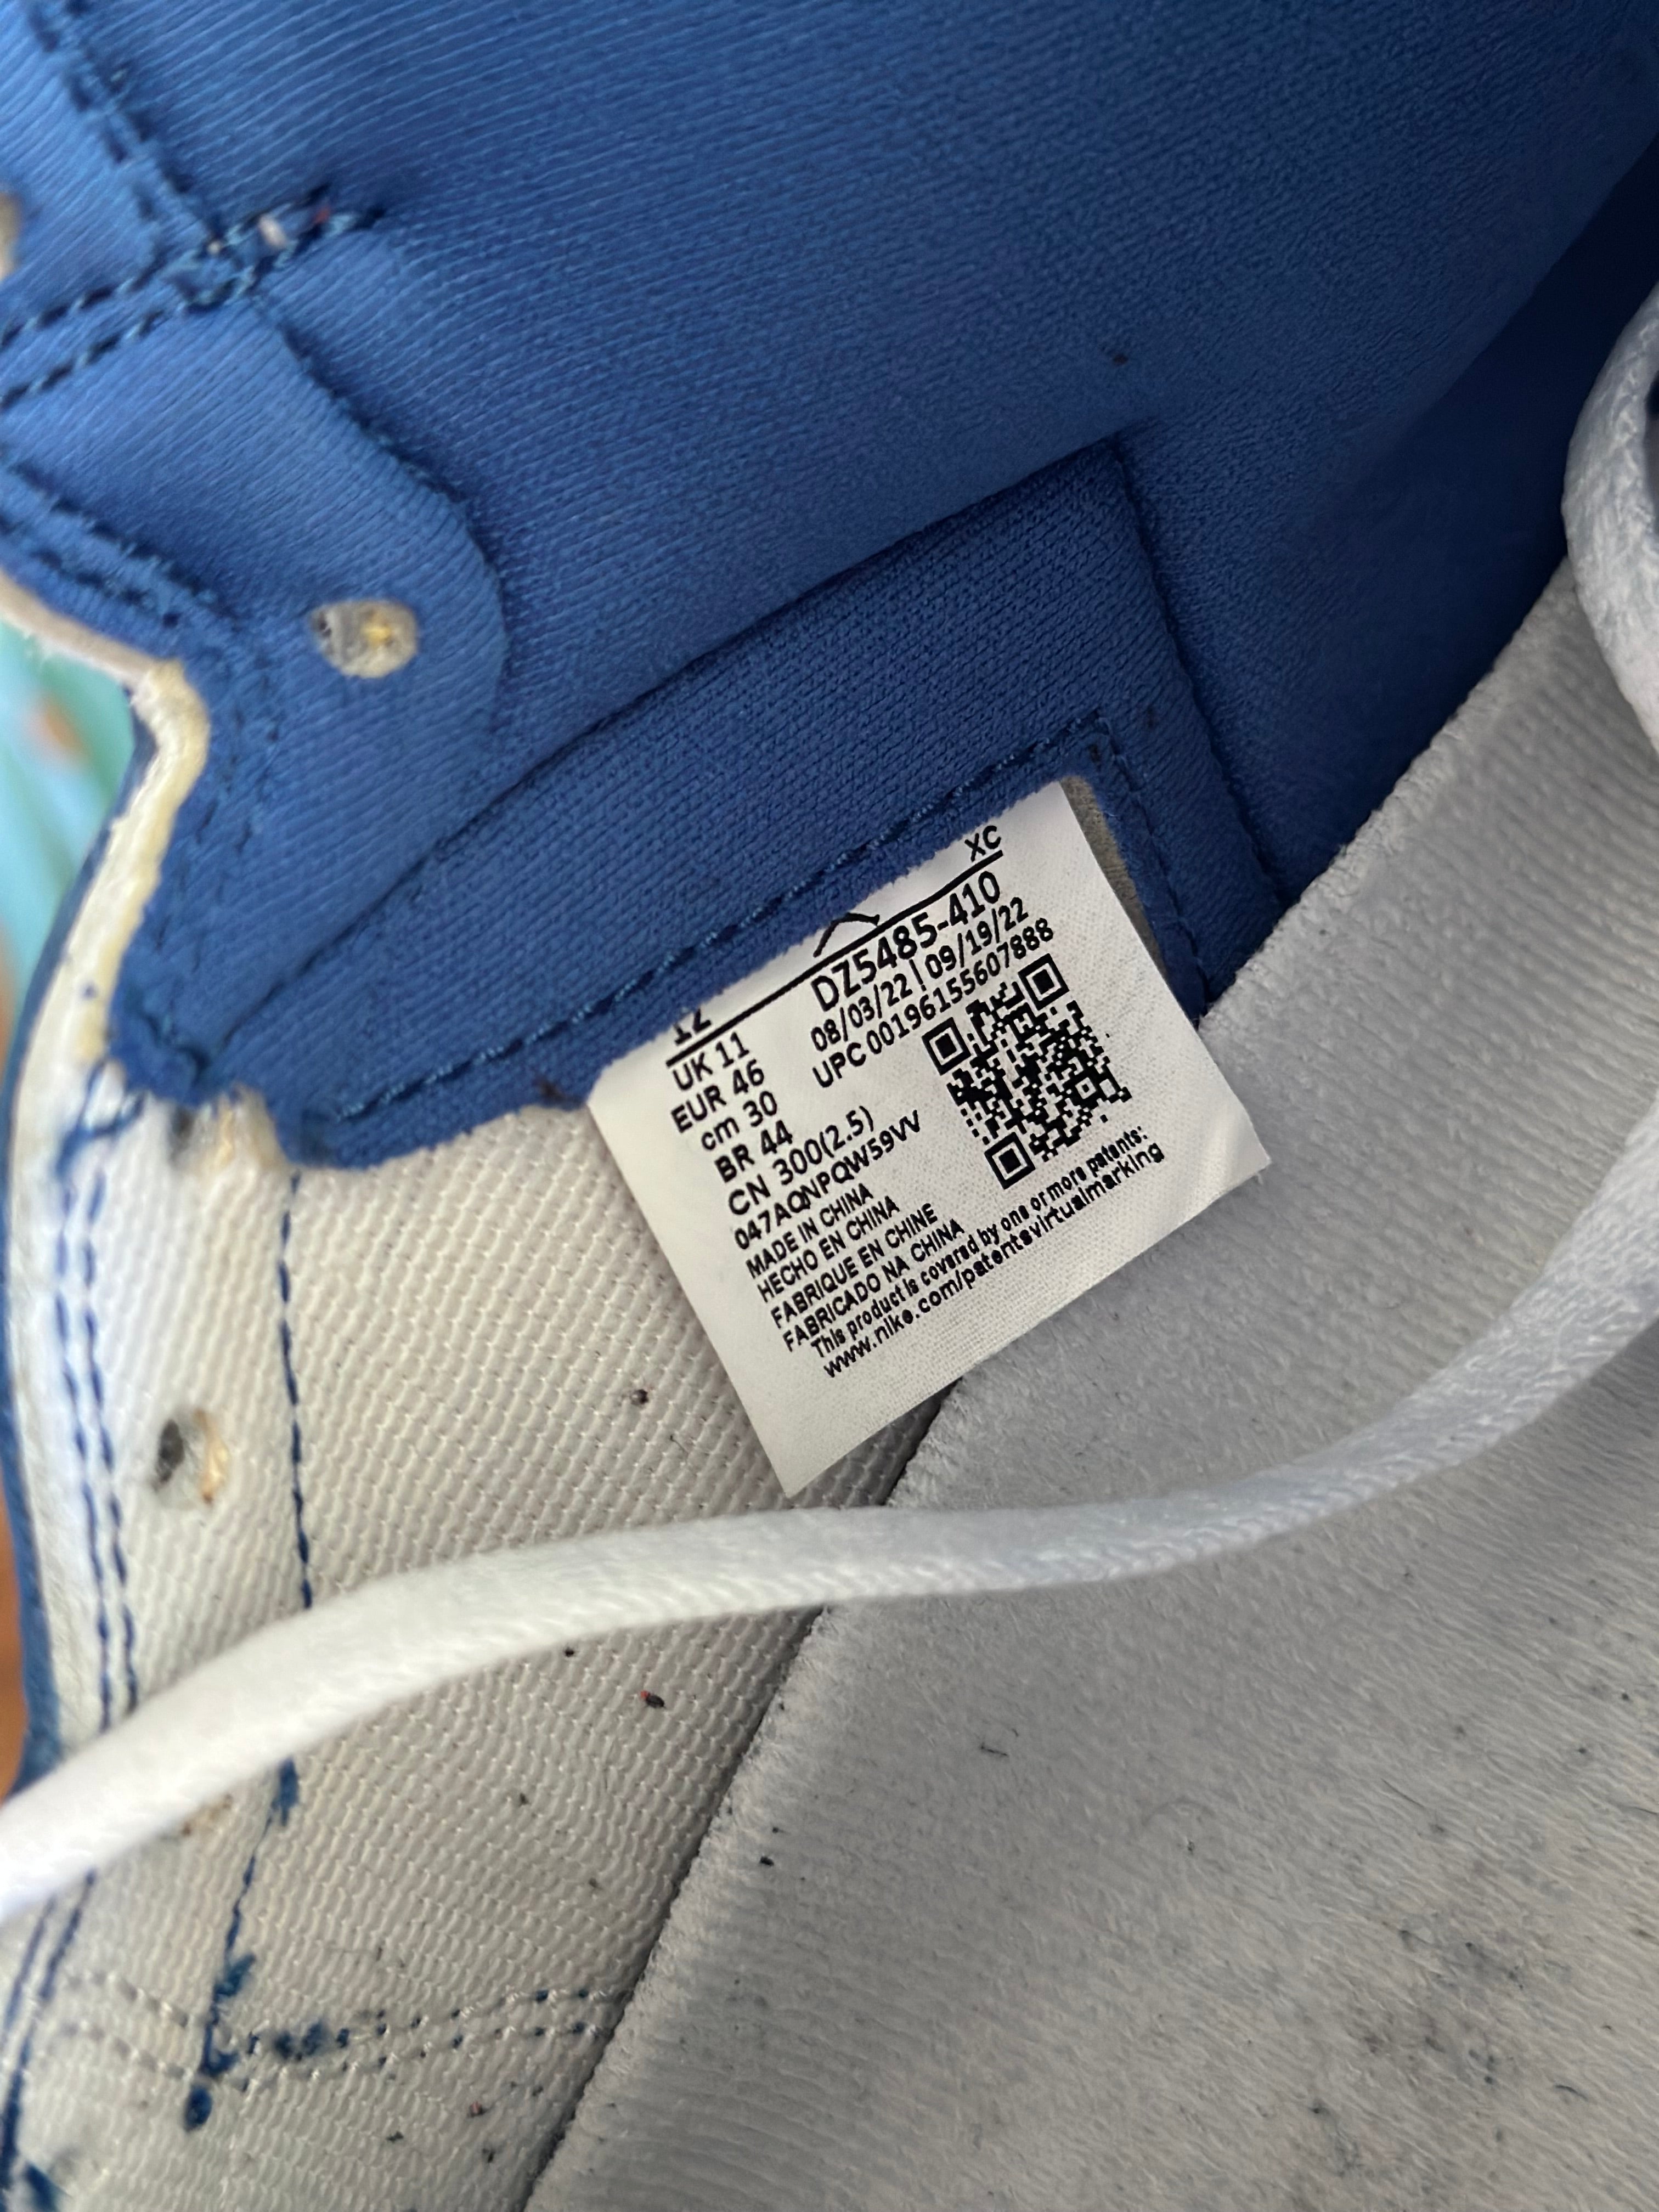 XC
12
DZ5485-410
UK 11
08/03/22 | 09/19/22
EUR 46
UPC 00196155607888
cm 30
BR 44
CN 300(2.5)
047AQNPQW59VV
MADE IN CHINA
HECHO EN CHINA
FABRIQUE EN CHINE
FABRICADO NA CHINA
This product is covered by one or more patents:
www.nike.com/patentsvirtualmarking